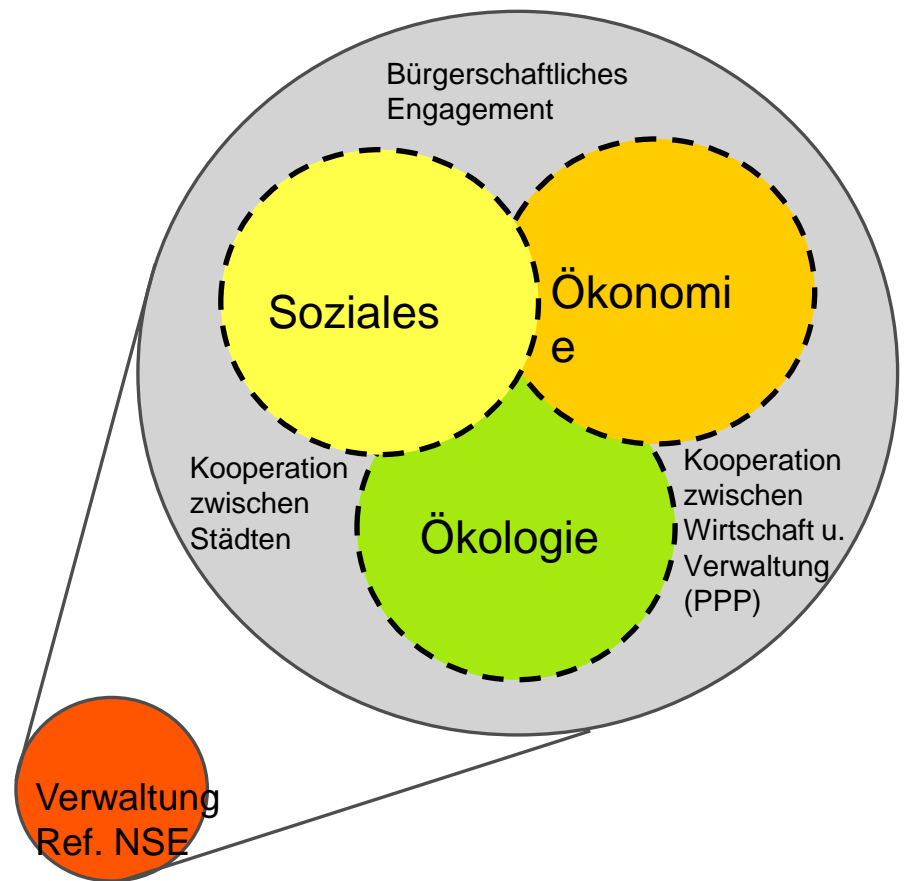 Bürgerschaftliches
Engagement
Soziales
Ökonomi
e
Kooperation
zwischen
Städten
Ökologie
Kooperation
zwischen
Wirtschaft u.
Verwaltung
(PPP)
Verwaltung
Ref. NSE